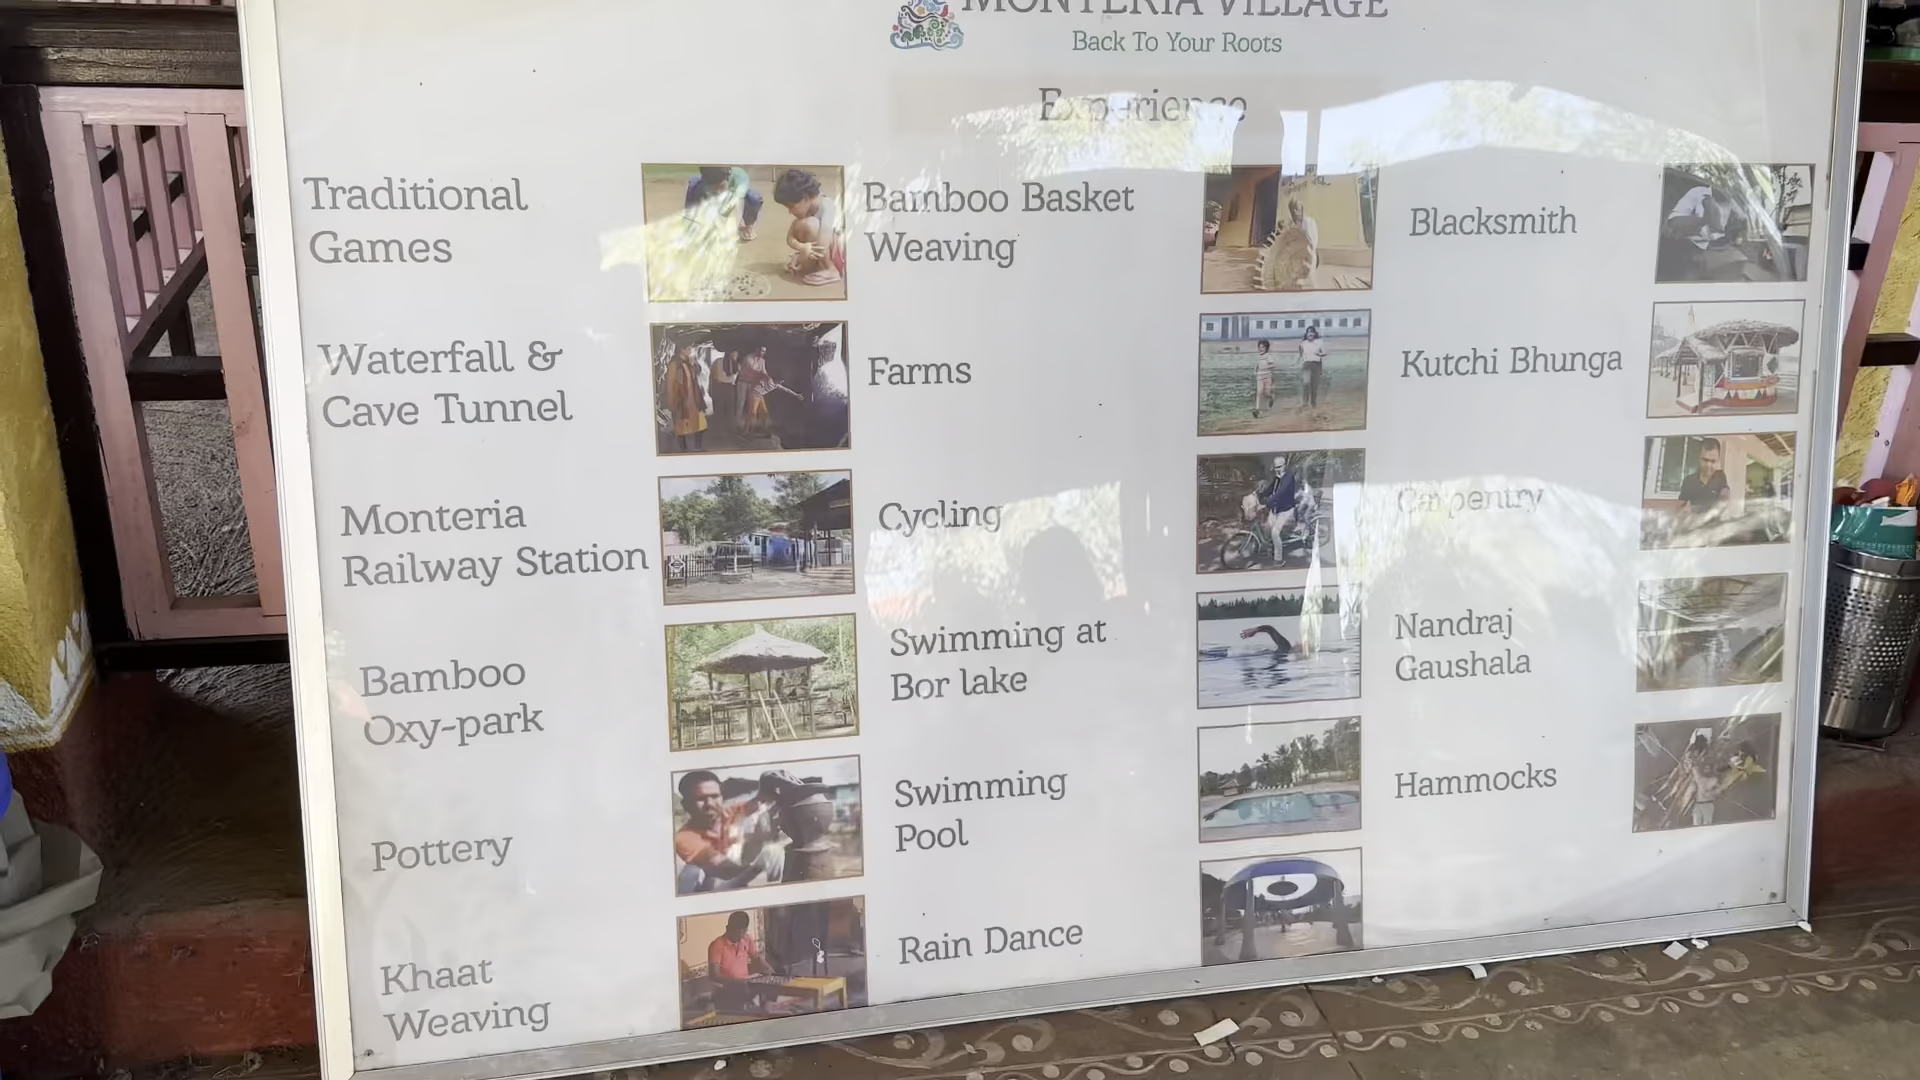 MONTERIA VILLAGE
Back To Your Roots
Experience
Traditional
Games
Waterfall &
Cave Tunnel
Monteria
Railway Station
Bamboo
Oxy-park
Pottery
Khaat
Weaving
Bamboo Basket
Weaving
Farms
Cycling
Swimming at
Bor lake
Swimming
Pool
Rain Dance
Blacksmith
Kutchi Bhunga
Carpentry
Nandraj
Gaushala
Hammocks